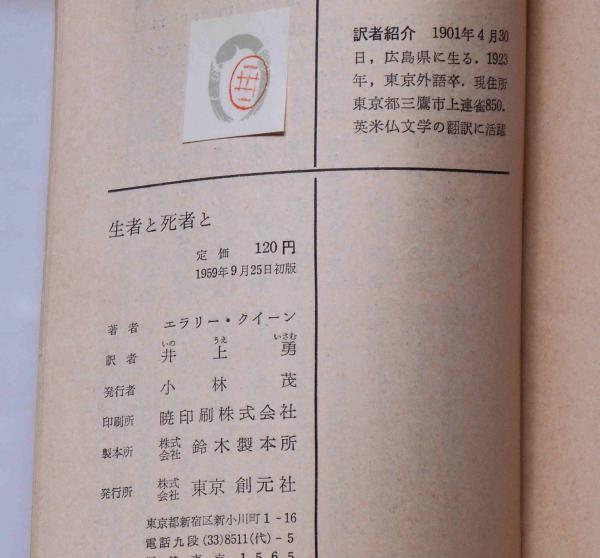 訳者紹介 1901年4月30
日，広島県に生る．1923
年，東京外語卒．現住所
東京都三鷹市上連雀850．
英米仏文学の翻訳に活躍
生者と死者と
定価 120円
1959年9月25日初版
著者 エラリー・クイーン
いの うえ いさむ
訳者 井上勇
発行者 小林茂
印刷所 暁印刷株式会社
製本所 株式会社 鈴木製本所
発行所 株式会社 東京創元社
東京都新宿区新小川町1-16
電話九段(33)8511(代)-5
東京 1565